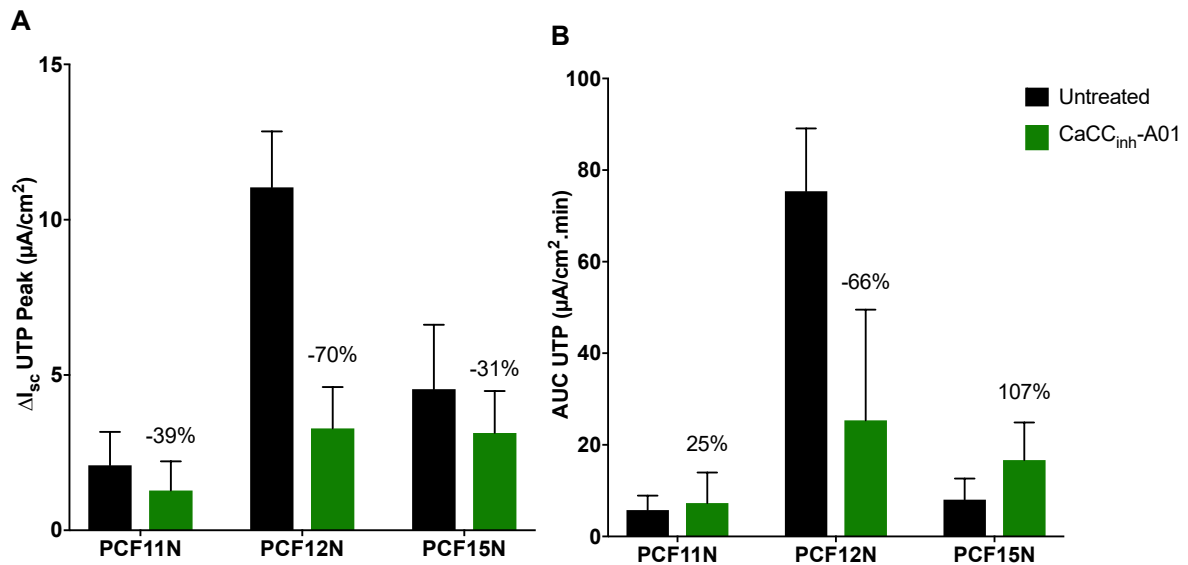 A
ΔIsc UTP Peak (µA/cm²)
15
10
5
0
-39%
-70%
-31%
PCF11N
PCF12N
PCF15N
B
AUC UTP (µA/cm².min)
100
80
60
40
20
0
25%
-66%
107%
PCF11N
PCF12N
PCF15N
Untreated
CaCCinh-A01